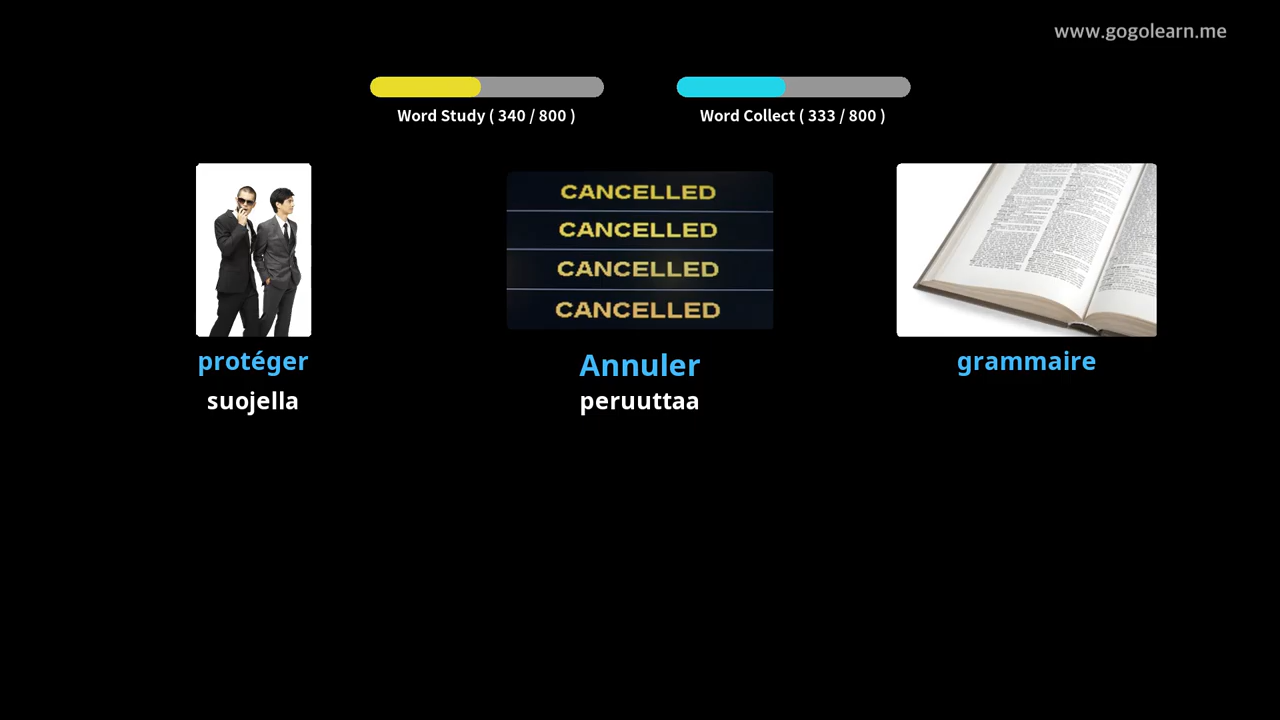 www.gogolearn.me
Word Study ( 340 / 800 )
Word Collect ( 333 / 800 )
CANCELLED
CANCELLED
CANCELLED
CANCELLED
protéger
Annuler
grammaire
suojella
peruuttaa